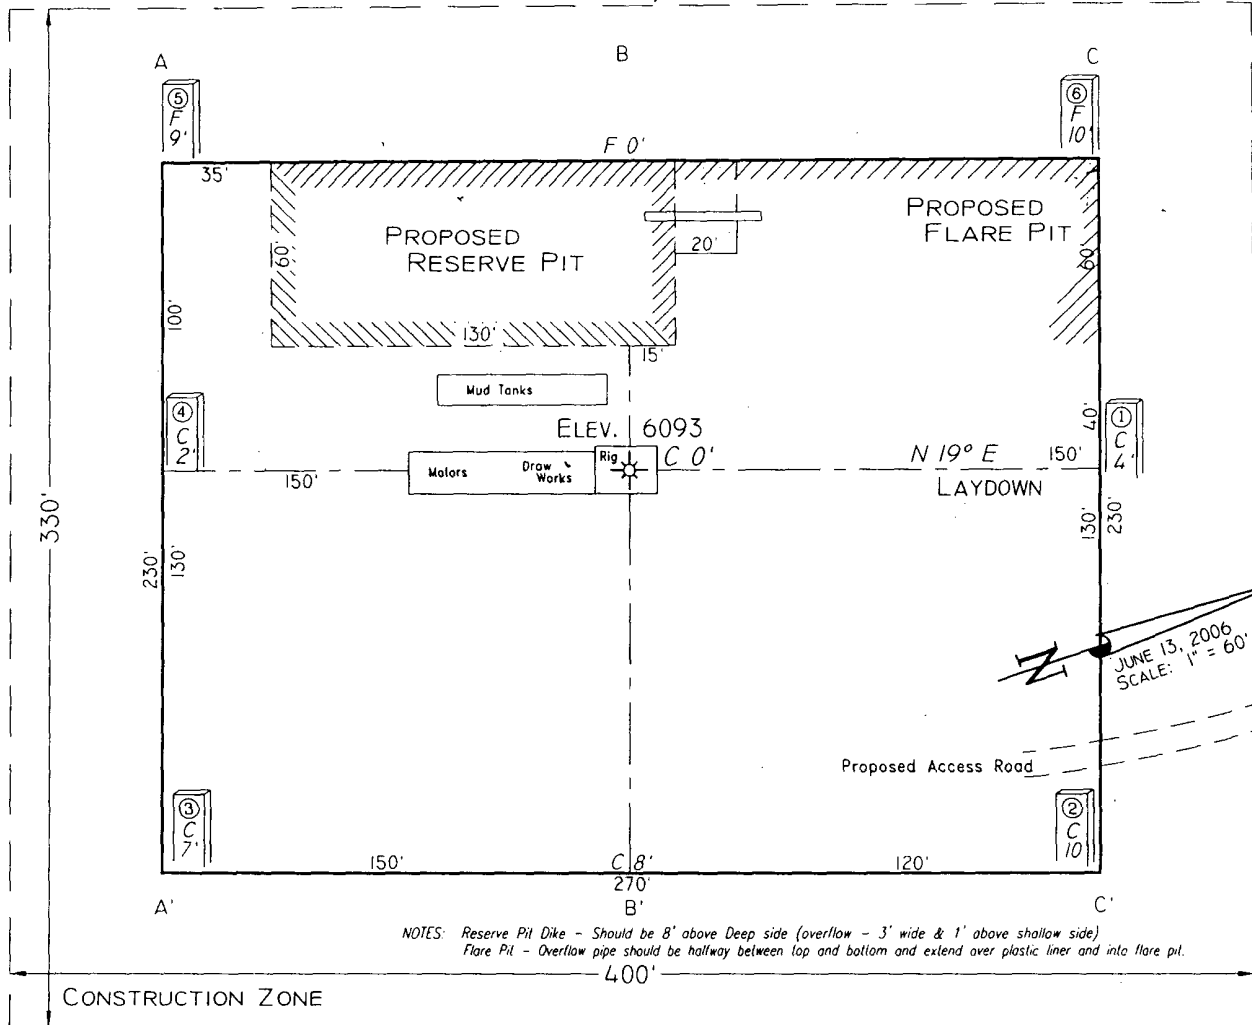 A
B
C
⑤
F
9'
⑥
F
10'
F 0'
35'
PROPOSED
RESERVE PIT
60'
20'
PROPOSED
FLARE PIT
60'
100'
130'
15'
Mud Tanks
④
C
2'
ELEV. 6093
40'
①
C
4'
Motors
Draw
Works
Rig
C 0'
N 19° E
150'
150'
LAYDOWN
330'
230'
130'
130'
230'
N
JUNE 13, 2006
SCALE: 1" = 60'
Proposed Access Road
③
C
7'
②
C
10
150'
C 8'
120'
270'
A'
B'
C'
NOTES: Reserve Pit Dike - Should be 8' above Deep side (overflow - 3' wide & 1' above shallow side)
Flare Pit - Overflow pipe should be halfway between top and bottom and extend over plastic liner and into flare pit.
400'
CONSTRUCTION ZONE